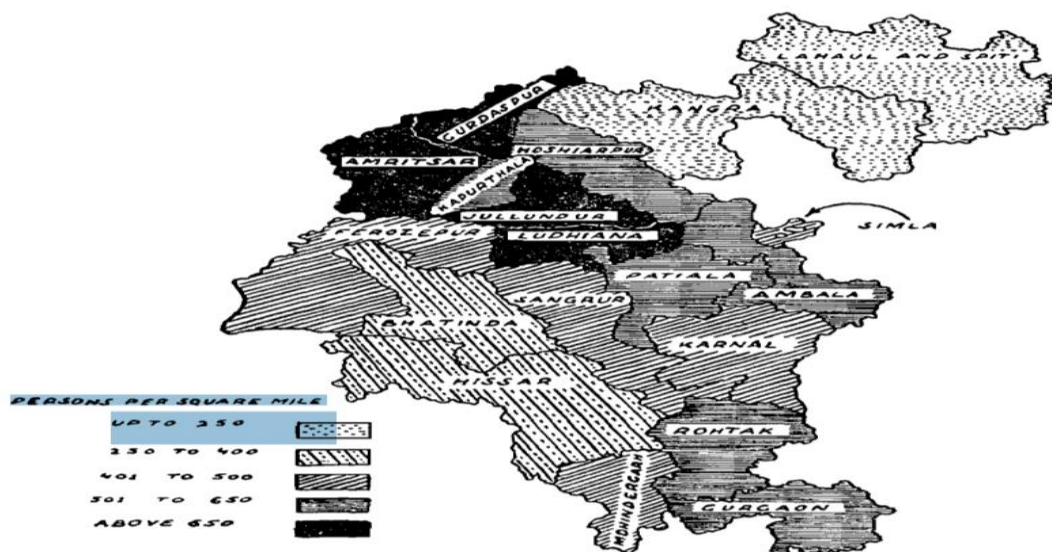 LAHAUL AND SPITI
KANGRA
GURDASPUR
HOSHIARPUR
AMRITSAR
KAPURTHALA
JULLUNDUR
SIMLA
FEROZEPUR
LUDHIANA
PATIALA
AMBALA
SANGRUR
BHATINDA
KARNAL
HISSAR
ROHTAK
MOHINDERGARH
GURGAON
PERSONS PER SQUARE MILE
UP TO 250
250 TO 400
401 TO 500
501 TO 650
ABOVE 650